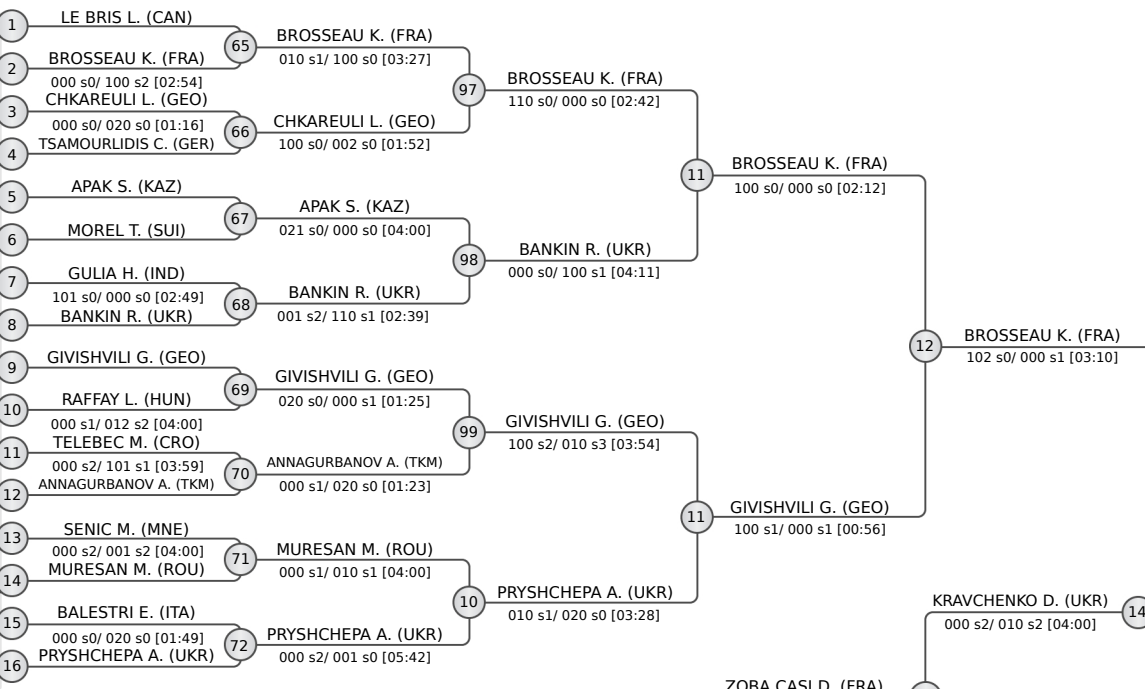 1
LE BRIS L. (CAN)
65
BROSSEAU K. (FRA)
010 s1/ 100 s0 [03:27]
2
BROSSEAU K. (FRA)
000 s0/ 100 s2 [02:54]
97
BROSSEAU K. (FRA)
110 s0/ 000 s0 [02:42]
3
CHKAREULI L. (GEO)
000 s0/ 020 s0 [01:16]
66
CHKAREULI L. (GEO)
100 s0/ 002 s0 [01:52]
4
TSAMOURLIDIS C. (GER)
11
BROSSEAU K. (FRA)
100 s0/ 000 s0 [02:12]
5
APAK S. (KAZ)
67
APAK S. (KAZ)
021 s0/ 000 s0 [04:00]
6
MOREL T. (SUI)
98
BANKIN R. (UKR)
000 s0/ 100 s1 [04:11]
7
GULIA H. (IND)
101 s0/ 000 s0 [02:49]
68
BANKIN R. (UKR)
001 s2/ 110 s1 [02:39]
8
BANKIN R. (UKR)
12
BROSSEAU K. (FRA)
102 s0/ 000 s1 [03:10]
9
GIVISHVILI G. (GEO)
69
GIVISHVILI G. (GEO)
020 s0/ 000 s1 [01:25]
10
RAFFAY L. (HUN)
000 s1/ 012 s2 [04:00]
99
GIVISHVILI G. (GEO)
100 s2/ 010 s3 [03:54]
11
TELEBEC M. (CRO)
000 s2/ 101 s1 [03:59]
70
ANNAGURBANOV A. (TKM)
000 s1/ 020 s0 [01:23]
12
ANNAGURBANOV A. (TKM)
11
GIVISHVILI G. (GEO)
100 s1/ 000 s1 [00:56]
13
SENIC M. (MNE)
000 s2/ 001 s2 [04:00]
71
MURESAN M. (ROU)
000 s1/ 010 s1 [04:00]
14
MURESAN M. (ROU)
10
PRYSHCHEPA A. (UKR)
010 s1/ 020 s0 [03:28]
15
BALESTRI E. (ITA)
000 s0/ 020 s0 [01:49]
72
PRYSHCHEPA A. (UKR)
000 s2/ 001 s0 [05:42]
16
PRYSHCHEPA A. (UKR)
KRAVCHENKO D. (UKR)
000 s2/ 010 s2 [04:00]
14
ZOBA CASI D. (FRA)